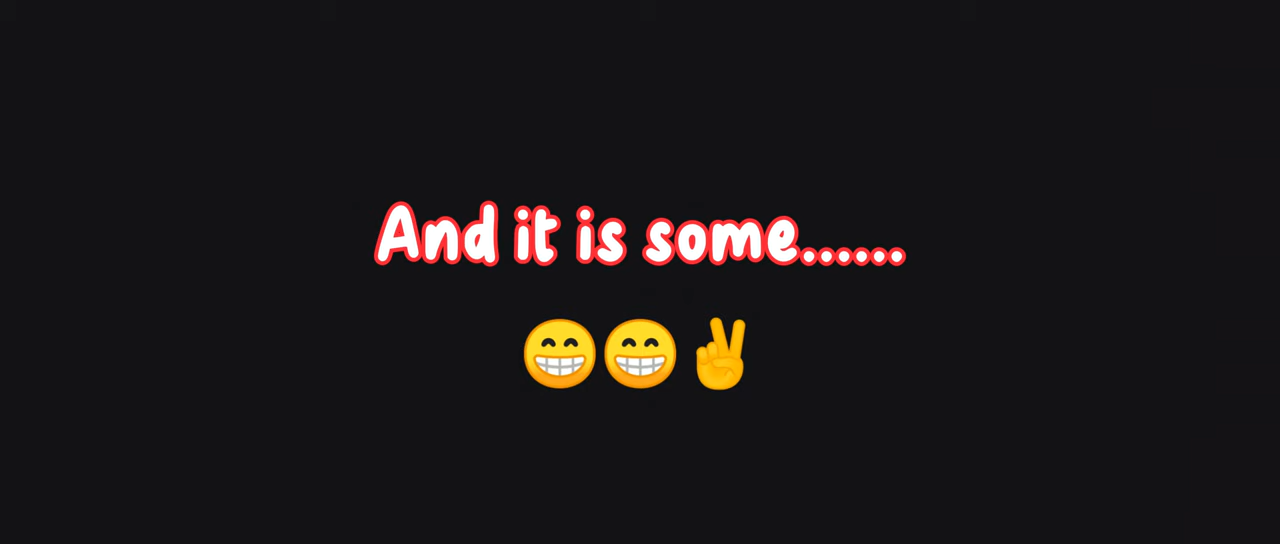 And it is some......
😁😁✌️